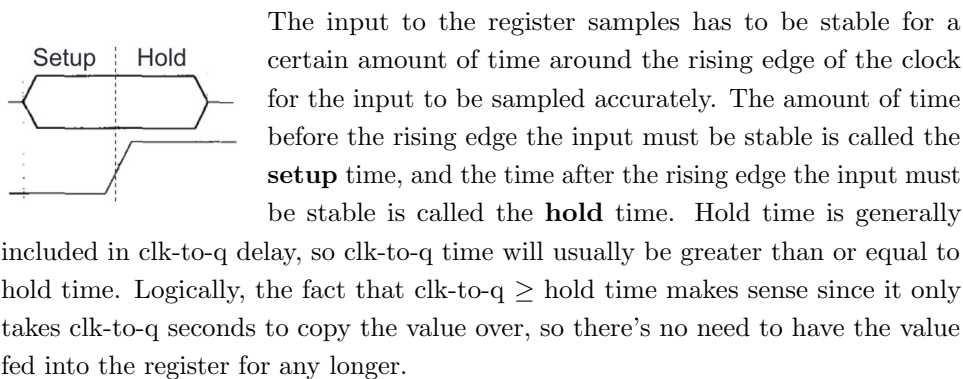 Setup Hold
The input to the register samples has to be stable for a
certain amount of time around the rising edge of the clock
for the input to be sampled accurately. The amount of time
before the rising edge the input must be stable is called the
setup time, and the time after the rising edge the input must
be stable is called the hold time. Hold time is generally
included in clk-to-q delay, so clk-to-q time will usually be greater than or equal to
hold time. Logically, the fact that clk-to-q ≥ hold time makes sense since it only
takes clk-to-q seconds to copy the value over, so there's no need to have the value
fed into the register for any longer.